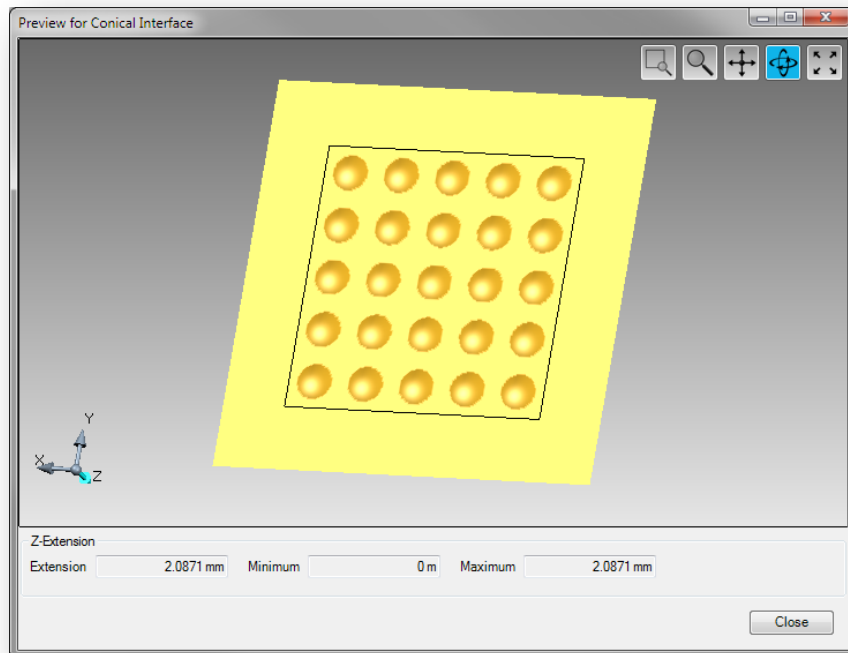 Preview for Conical Interface
Y
X
Z
Z-Extension
Extension 2.0871 mm Minimum 0 m Maximum 2.0871 mm
Close